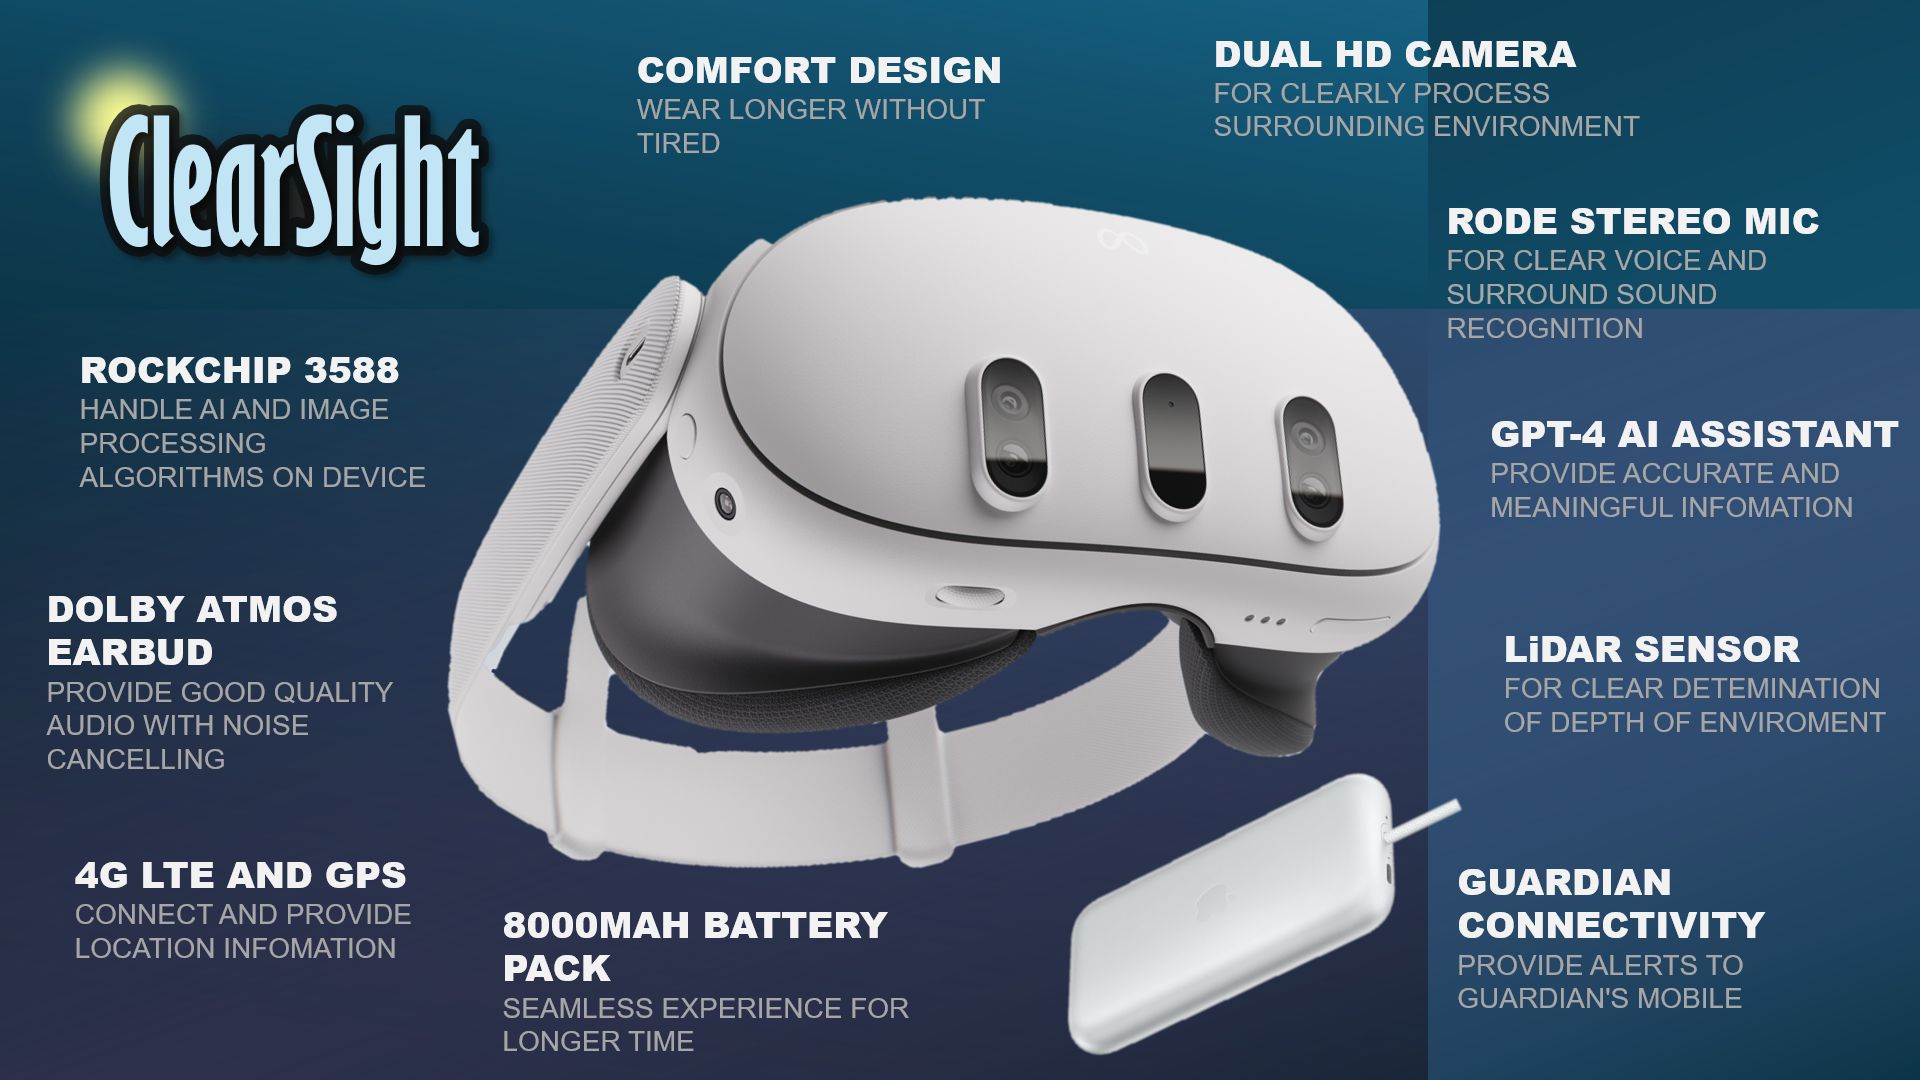 ClearSight
COMFORT DESIGN
WEAR LONGER WITHOUT
TIRED
DUAL HD CAMERA
FOR CLEARLY PROCESS
SURROUNDING ENVIRONMENT
RODE STEREO MIC
FOR CLEAR VOICE AND
SURROUND SOUND
RECOGNITION
ROCKCHIP 3588
HANDLE AI AND IMAGE
PROCESSING
ALGORITHMS ON DEVICE
GPT-4 AI ASSISTANT
PROVIDE ACCURATE AND
MEANINGFUL INFOMATION
DOLBY ATMOS
EARBUD
PROVIDE GOOD QUALITY
AUDIO WITH NOISE
CANCELLING
LiDAR SENSOR
FOR CLEAR DETEMINATION
OF DEPTH OF ENVIROMENT
4G LTE AND GPS
CONNECT AND PROVIDE
LOCATION INFOMATION
8000MAH BATTERY
PACK
SEAMLESS EXPERIENCE FOR
LONGER TIME
GUARDIAN
CONNECTIVITY
PROVIDE ALERTS TO
GUARDIAN'S MOBILE